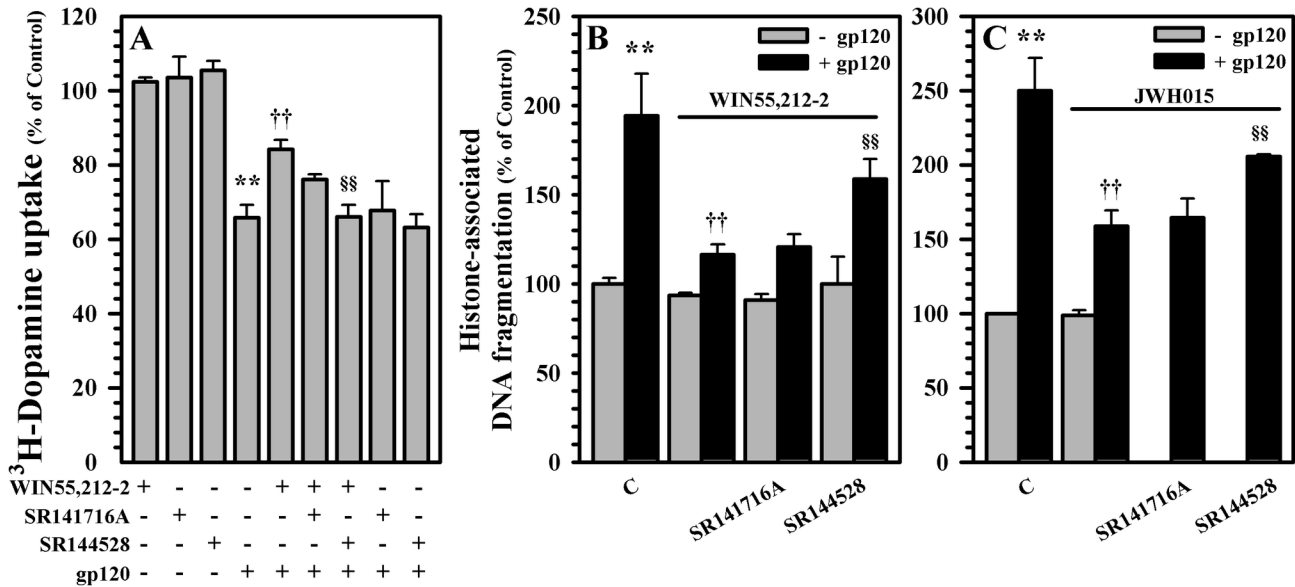 A
³H-Dopamine uptake (% of Control)
120
100
80
60
40
20
0
**
††
§§
WIN55,212-2 + - - - + + + - -
SR141716A - + - - - + - + -
SR144528 - - + - - - + - +
gp120 - - - + + + + + +
B
Histone-associated
DNA fragmentation (% of Control)
250
200
150
100
50
0
- gp120
+ gp120
WIN55,212-2
**
††
§§
C
SR141716A
SR144528
C
300
250
200
150
100
50
0
- gp120
+ gp120
JWH015
**
††
§§
C
SR141716A
SR144528